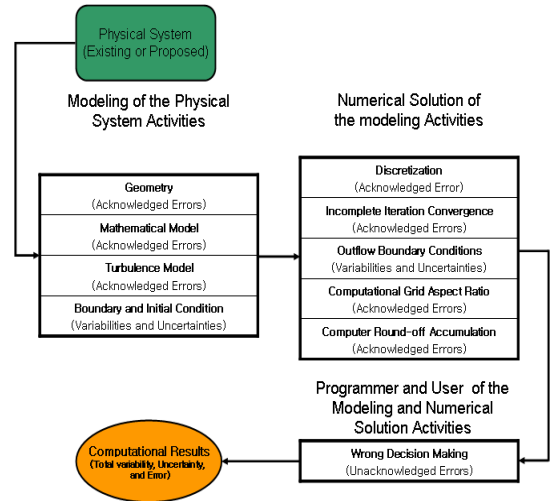 Physical System
(Existing or Proposed)
Modeling of the Physical
System Activities
Numerical Solution of
the modeling Activities
Geometry
(Acknowledged Errors)
Mathematical Model
(Acknowledged Errors)
Turbulence Model
(Acknowledged Errors)
Boundary and Initial Condition
(Variabilities and Uncertainties)
Discretization
(Acknowledged Error)
Incomplete Iteration Convergence
(Acknowledged Errors)
Outflow Boundary Conditions
(Variabilities and Uncertainties)
Computational Grid Aspect Ratio
(Acknowledged Errors)
Computer Round-off Accumulation
(Acknowledged Errors)
Programmer and User of the
Modeling and Numerical
Solution Activities
Wrong Decision Making
(Unacknowledged Errors)
Computational Results
(Total variability, Uncertainty,
and Error)